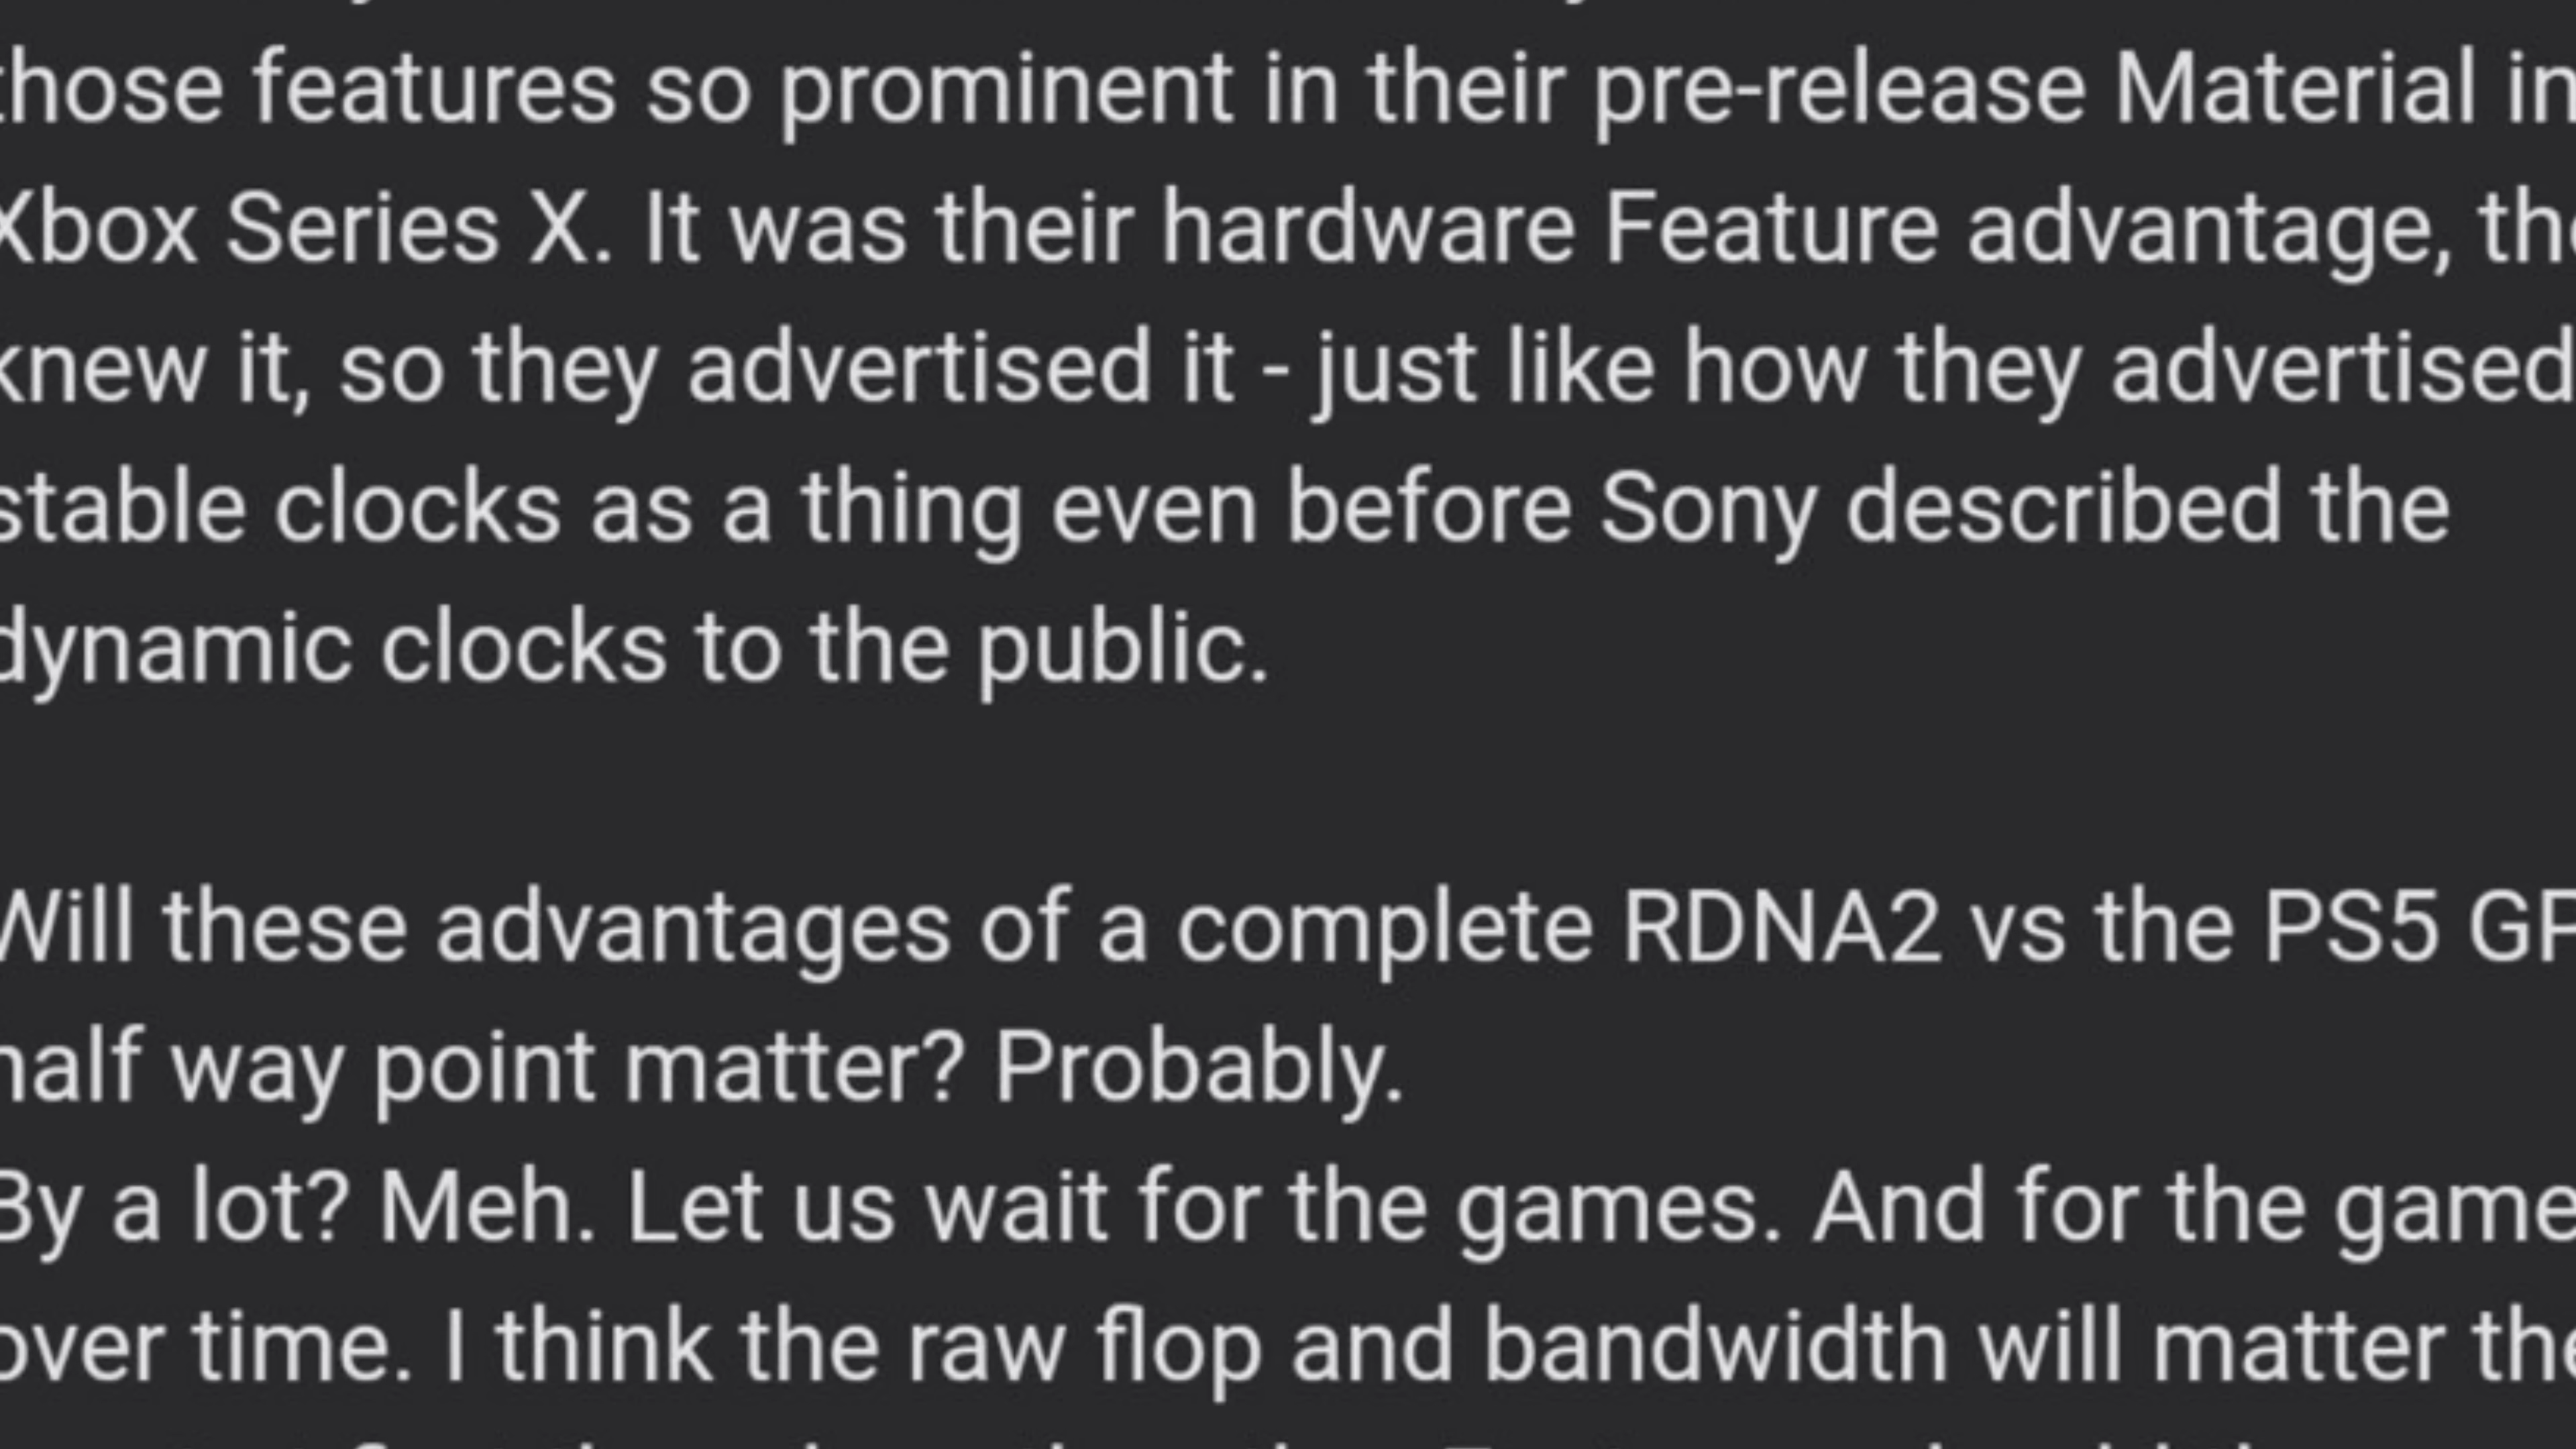 those features so prominent in their pre-release Material in
Xbox Series X. It was their hardware Feature advantage, the
knew it, so they advertised it - just like how they advertised
stable clocks as a thing even before Sony described the
dynamic clocks to the public.
Will these advantages of a complete RDNA2 vs the PS5 GP
half way point matter? Probably.
By a lot? Meh. Let us wait for the games. And for the game
over time. I think the raw flop and bandwidth will matter the